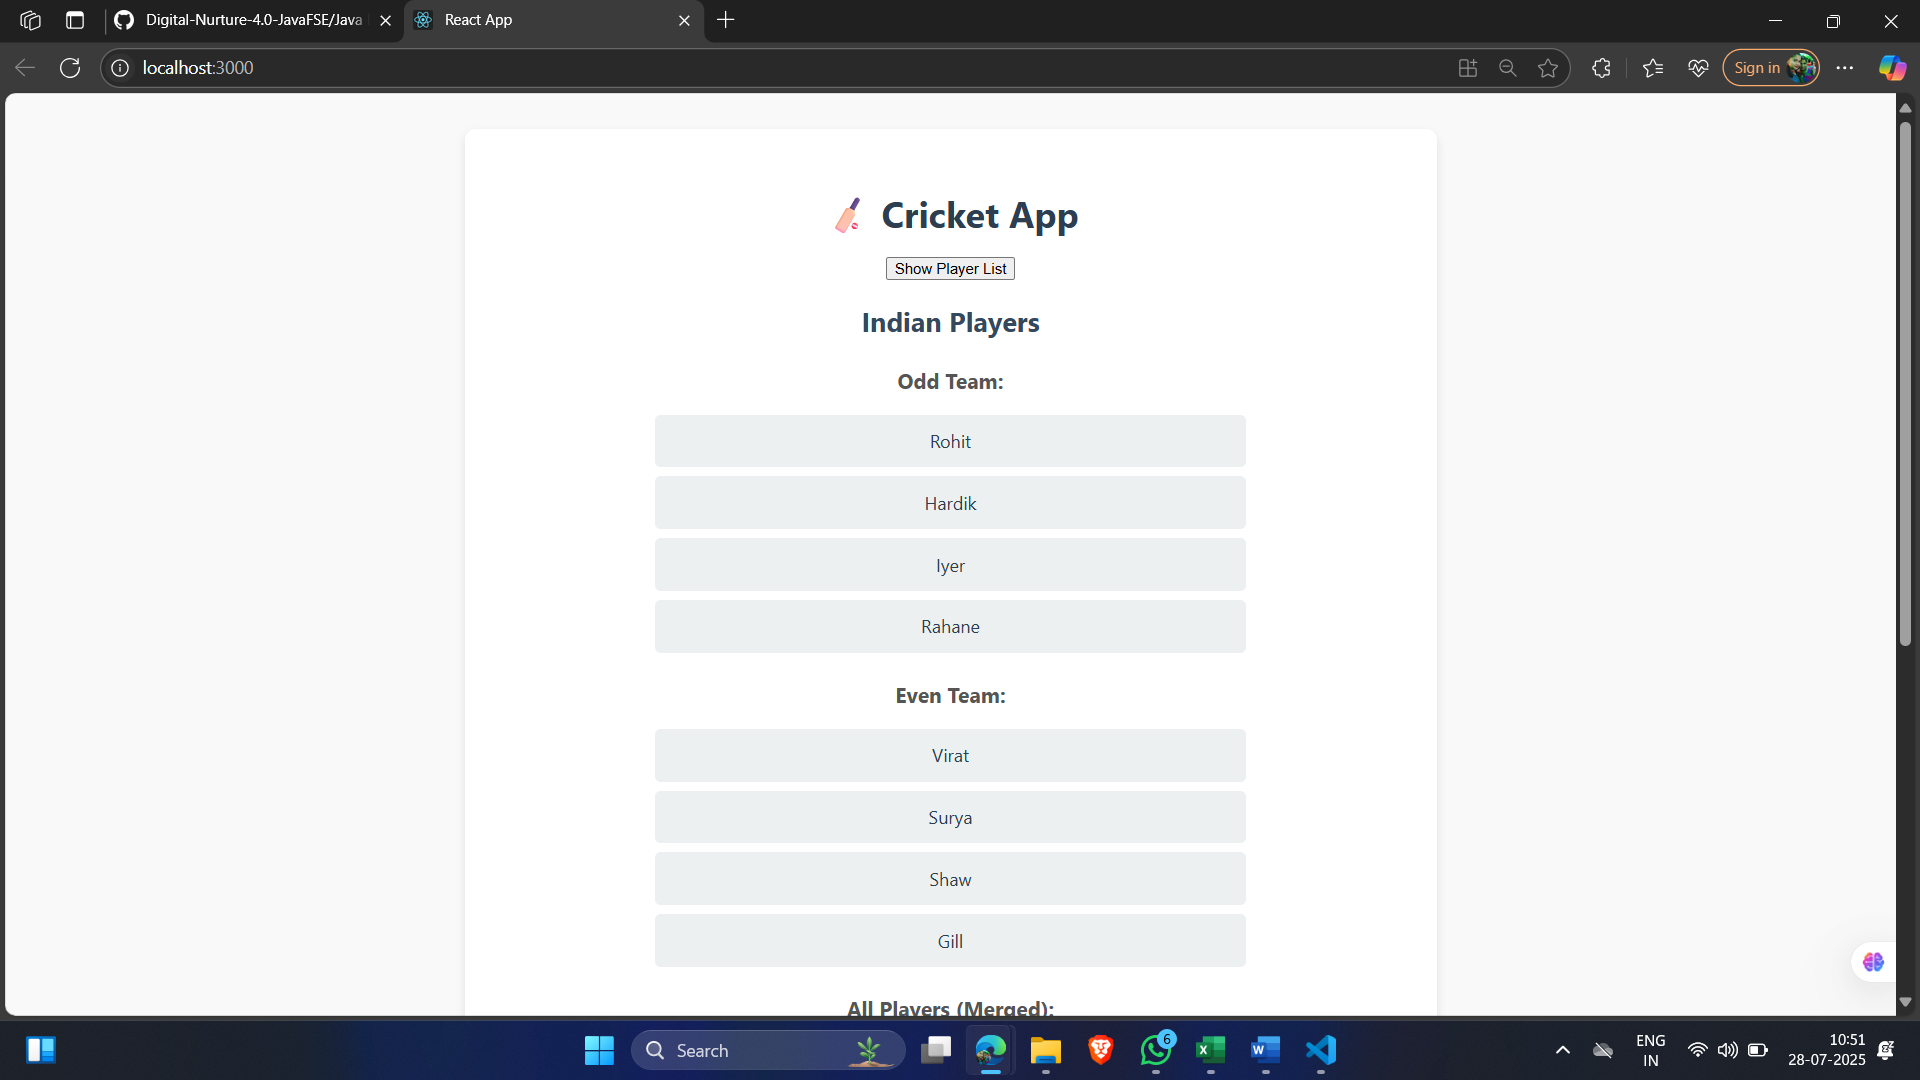 Digital-Nurture-4.0-JavaFSE/Java
React App
localhost:3000
Sign in
Cricket App
Show Player List
Indian Players
Odd Team:
Rohit
Hardik
Iyer
Rahane
Even Team:
Virat
Surya
Shaw
Gill
All Players (Merged):
Search
6
ENG
IN
10:51
28-07-2025